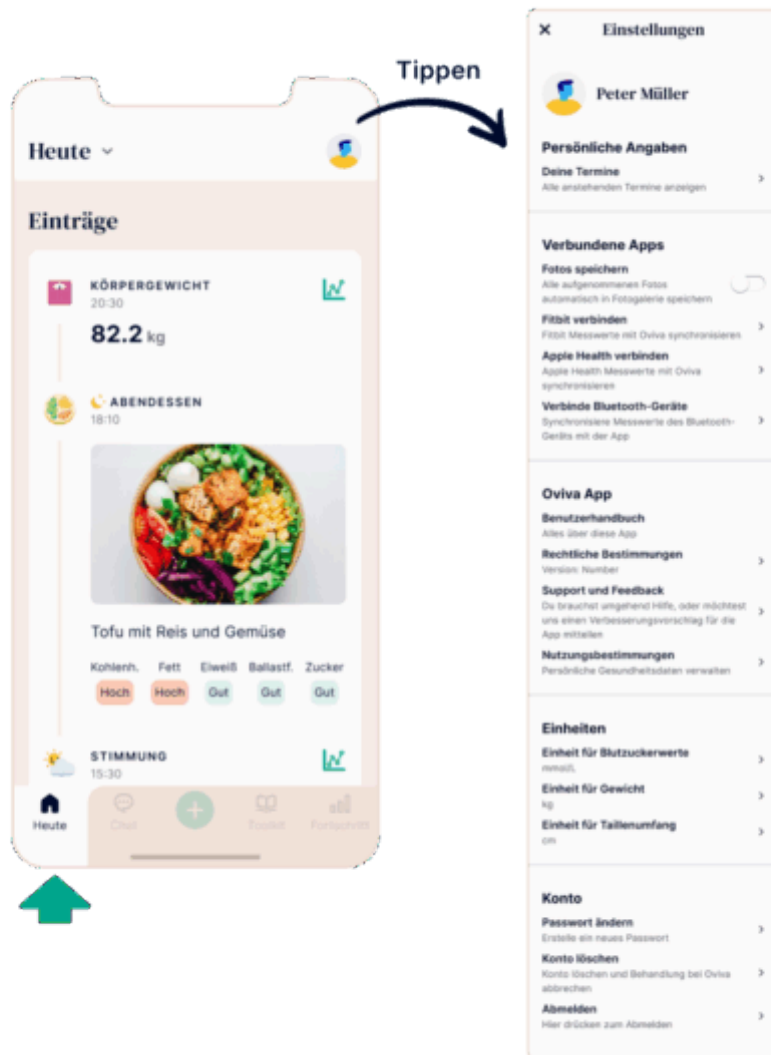 Tippen
Heute
Einträge
KÖRPERGEWICHT
20:30
82.2 kg
ABENDESSEN
18:10
Tofu mit Reis und Gemüse
Kohlenh. Fett Eiweiß Ballastf. Zucker
Hoch Hoch Gut Gut Gut
STIMMUNG
15:30
Heute Chat Toolkit Fortschritt
Einstellungen
Peter Müller
Persönliche Angaben
Deine Termine
Alle anstehenden Termine anzeigen
Verbundene Apps
Fotos speichern
Alle aufgenommenen Fotos
automatisch in Fotogalerie speichern
Fitbit verbinden
Fitbit Messwerte mit Oviva synchronisieren
Apple Health verbinden
Apple Health Messwerte mit Oviva
synchronisieren
Verbinde Bluetooth-Geräte
Synchronisiere Messwerte des Bluetooth-
Geräts mit der App
Oviva App
Benutzerhandbuch
Alles über diese App
Rechtliche Bestimmungen
Version: Number
Support und Feedback
Du brauchst umgehend Hilfe, oder möchtest
uns einen Verbesserungsvorschlag für die
App mitteilen
Nutzungsbestimmungen
Persönliche Gesundheitsdaten verwalten
Einheiten
Einheit für Blutzuckerwerte
mmol/L
Einheit für Gewicht
kg
Einheit für Taillenumfang
cm
Konto
Passwort ändern
Erstelle ein neues Passwort
Konto löschen
Konto löschen und Behandlung bei Oviva
abbrechen
Abmelden
Hier drücken zum Abmelden